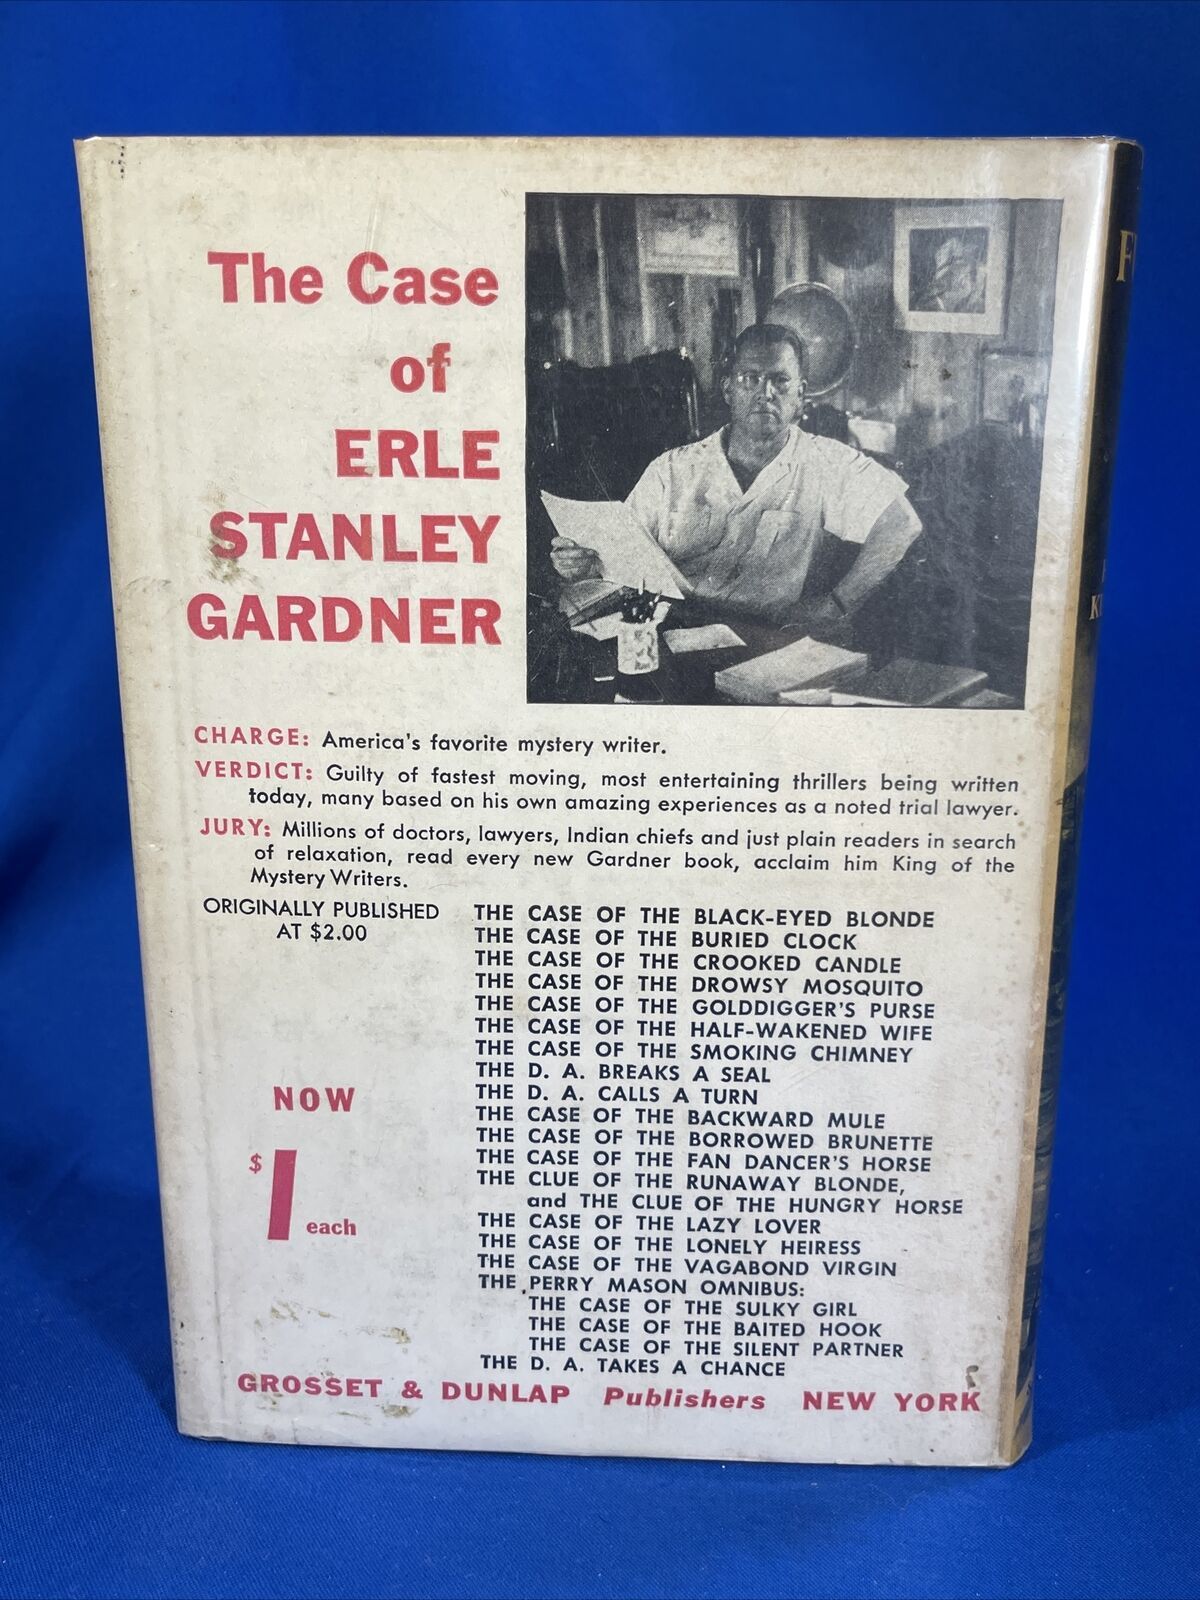 The Case
of
ERLE
STANLEY
GARDNER
CHARGE: America's favorite mystery writer.
VERDICT: Guilty of fastest moving, most entertaining thrillers being written
today, many based on his own amazing experiences as a noted trial lawyer.
JURY: Millions of doctors, lawyers, Indian chiefs and just plain readers in search
of relaxation, read every new Gardner book, acclaim him King of the
Mystery Writers.
ORIGINALLY PUBLISHED
AT $2.00
NOW
$1 each
THE CASE OF THE BLACK-EYED BLONDE
THE CASE OF THE BURIED CLOCK
THE CASE OF THE CROOKED CANDLE
THE CASE OF THE DROWSY MOSQUITO
THE CASE OF THE GOLDDIGGER'S PURSE
THE CASE OF THE HALF-WAKENED WIFE
THE CASE OF THE SMOKING CHIMNEY
THE D. A. BREAKS A SEAL
THE D. A. CALLS A TURN
THE CASE OF THE BACKWARD MULE
THE CASE OF THE BORROWED BRUNETTE
THE CASE OF THE FAN DANCER'S HORSE
THE CLUE OF THE RUNAWAY BLONDE,
and THE CLUE OF THE HUNGRY HORSE
THE CASE OF THE LAZY LOVER
THE CASE OF THE LONELY HEIRESS
THE CASE OF THE VAGABOND VIRGIN
THE PERRY MASON OMNIBUS:
THE CASE OF THE SULKY GIRL
THE CASE OF THE BAITED HOOK
THE CASE OF THE SILENT PARTNER
THE D. A. TAKES A CHANCE
GROSSET & DUNLAP Publishers NEW YORK